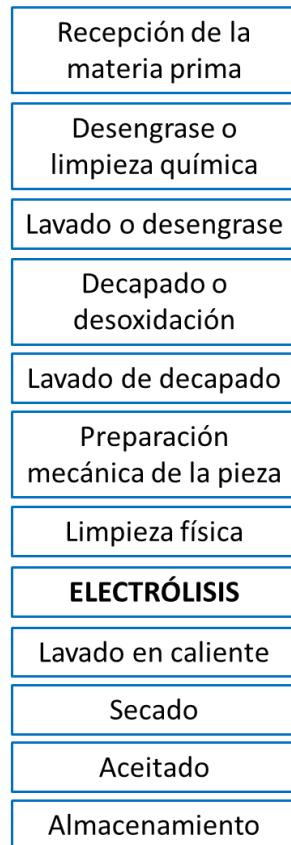 Recepción de la
materia prima
Desengrase o
limpieza química
Lavado o desengrase
Decapado o
desoxidación
Lavado de decapado
Preparación
mecánica de la pieza
Limpieza física
ELECTRÓLISIS
Lavado en caliente
Secado
Aceitado
Almacenamiento